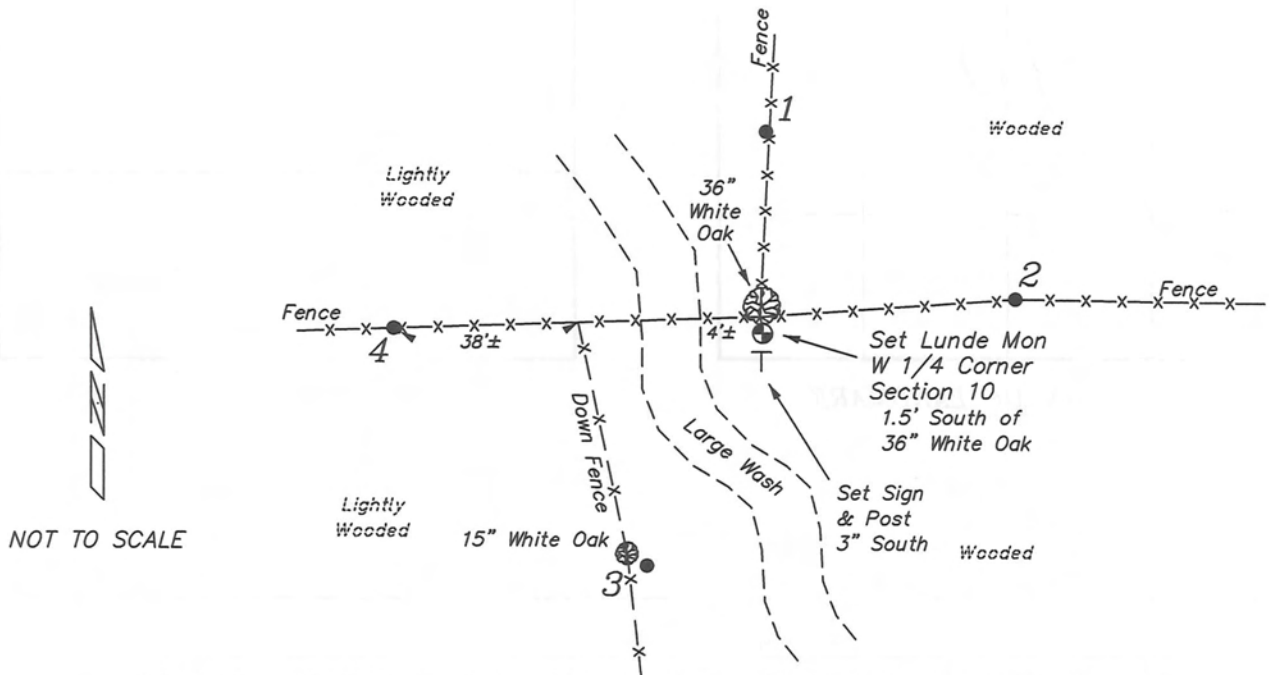 Fence
1
Wooded
Lightly
Wooded
36"
White
Oak
2
Fence
Fence
4
38'±
4'±
Set Lunde Mon
W 1/4 Corner
Section 10
1.5' South of
36" White Oak
Down Fence
Large Wash
N
Lightly
Wooded
Set Sign
& Post
3" South
NOT TO SCALE
15" White Oak
Wooded
3